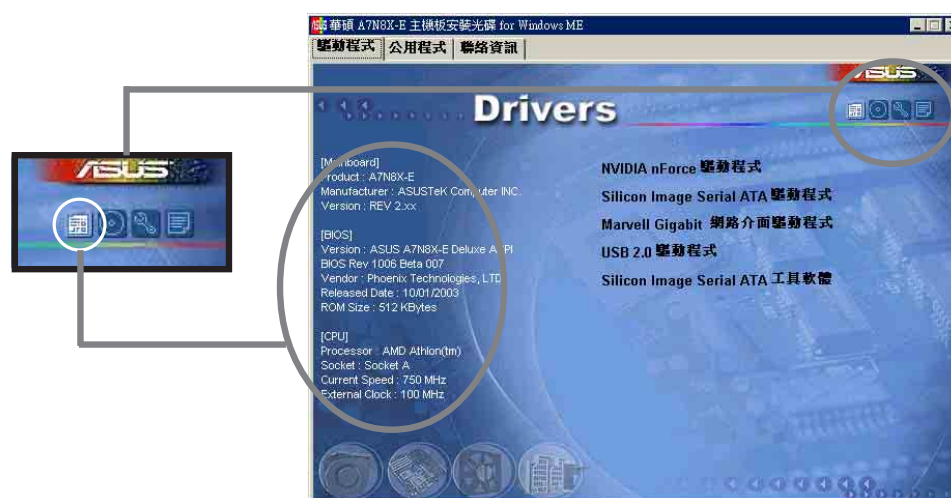 華碩 A7N8X-E 主機板安裝光碟 for Windows ME
驅動程式 公用程式 聯絡資訊
ASUS
Drivers
[Mainboard]
Product : A7N8X-E
Manufacturer : ASUSTeK Computer INC.
Version : REV 2.xx
[BIOS]
Version : ASUS A7N8X-E Deluxe ACPI
BIOS Rev 1006 Beta 007
Vendor : Phoenix Technologies, LTD
Released Date : 10/01/2003
ROM Size : 512 KBytes
[CPU]
Processor : AMD Athlon(tm)
Socket : Socket A
Current Speed : 750 MHz
External Clock : 100 MHz
NVIDIA nForce 驅動程式
Silicon Image Serial ATA 驅動程式
Marvell Gigabit 網路介面驅動程式
USB 2.0 驅動程式
Silicon Image Serial ATA 工具軟體
ASUS